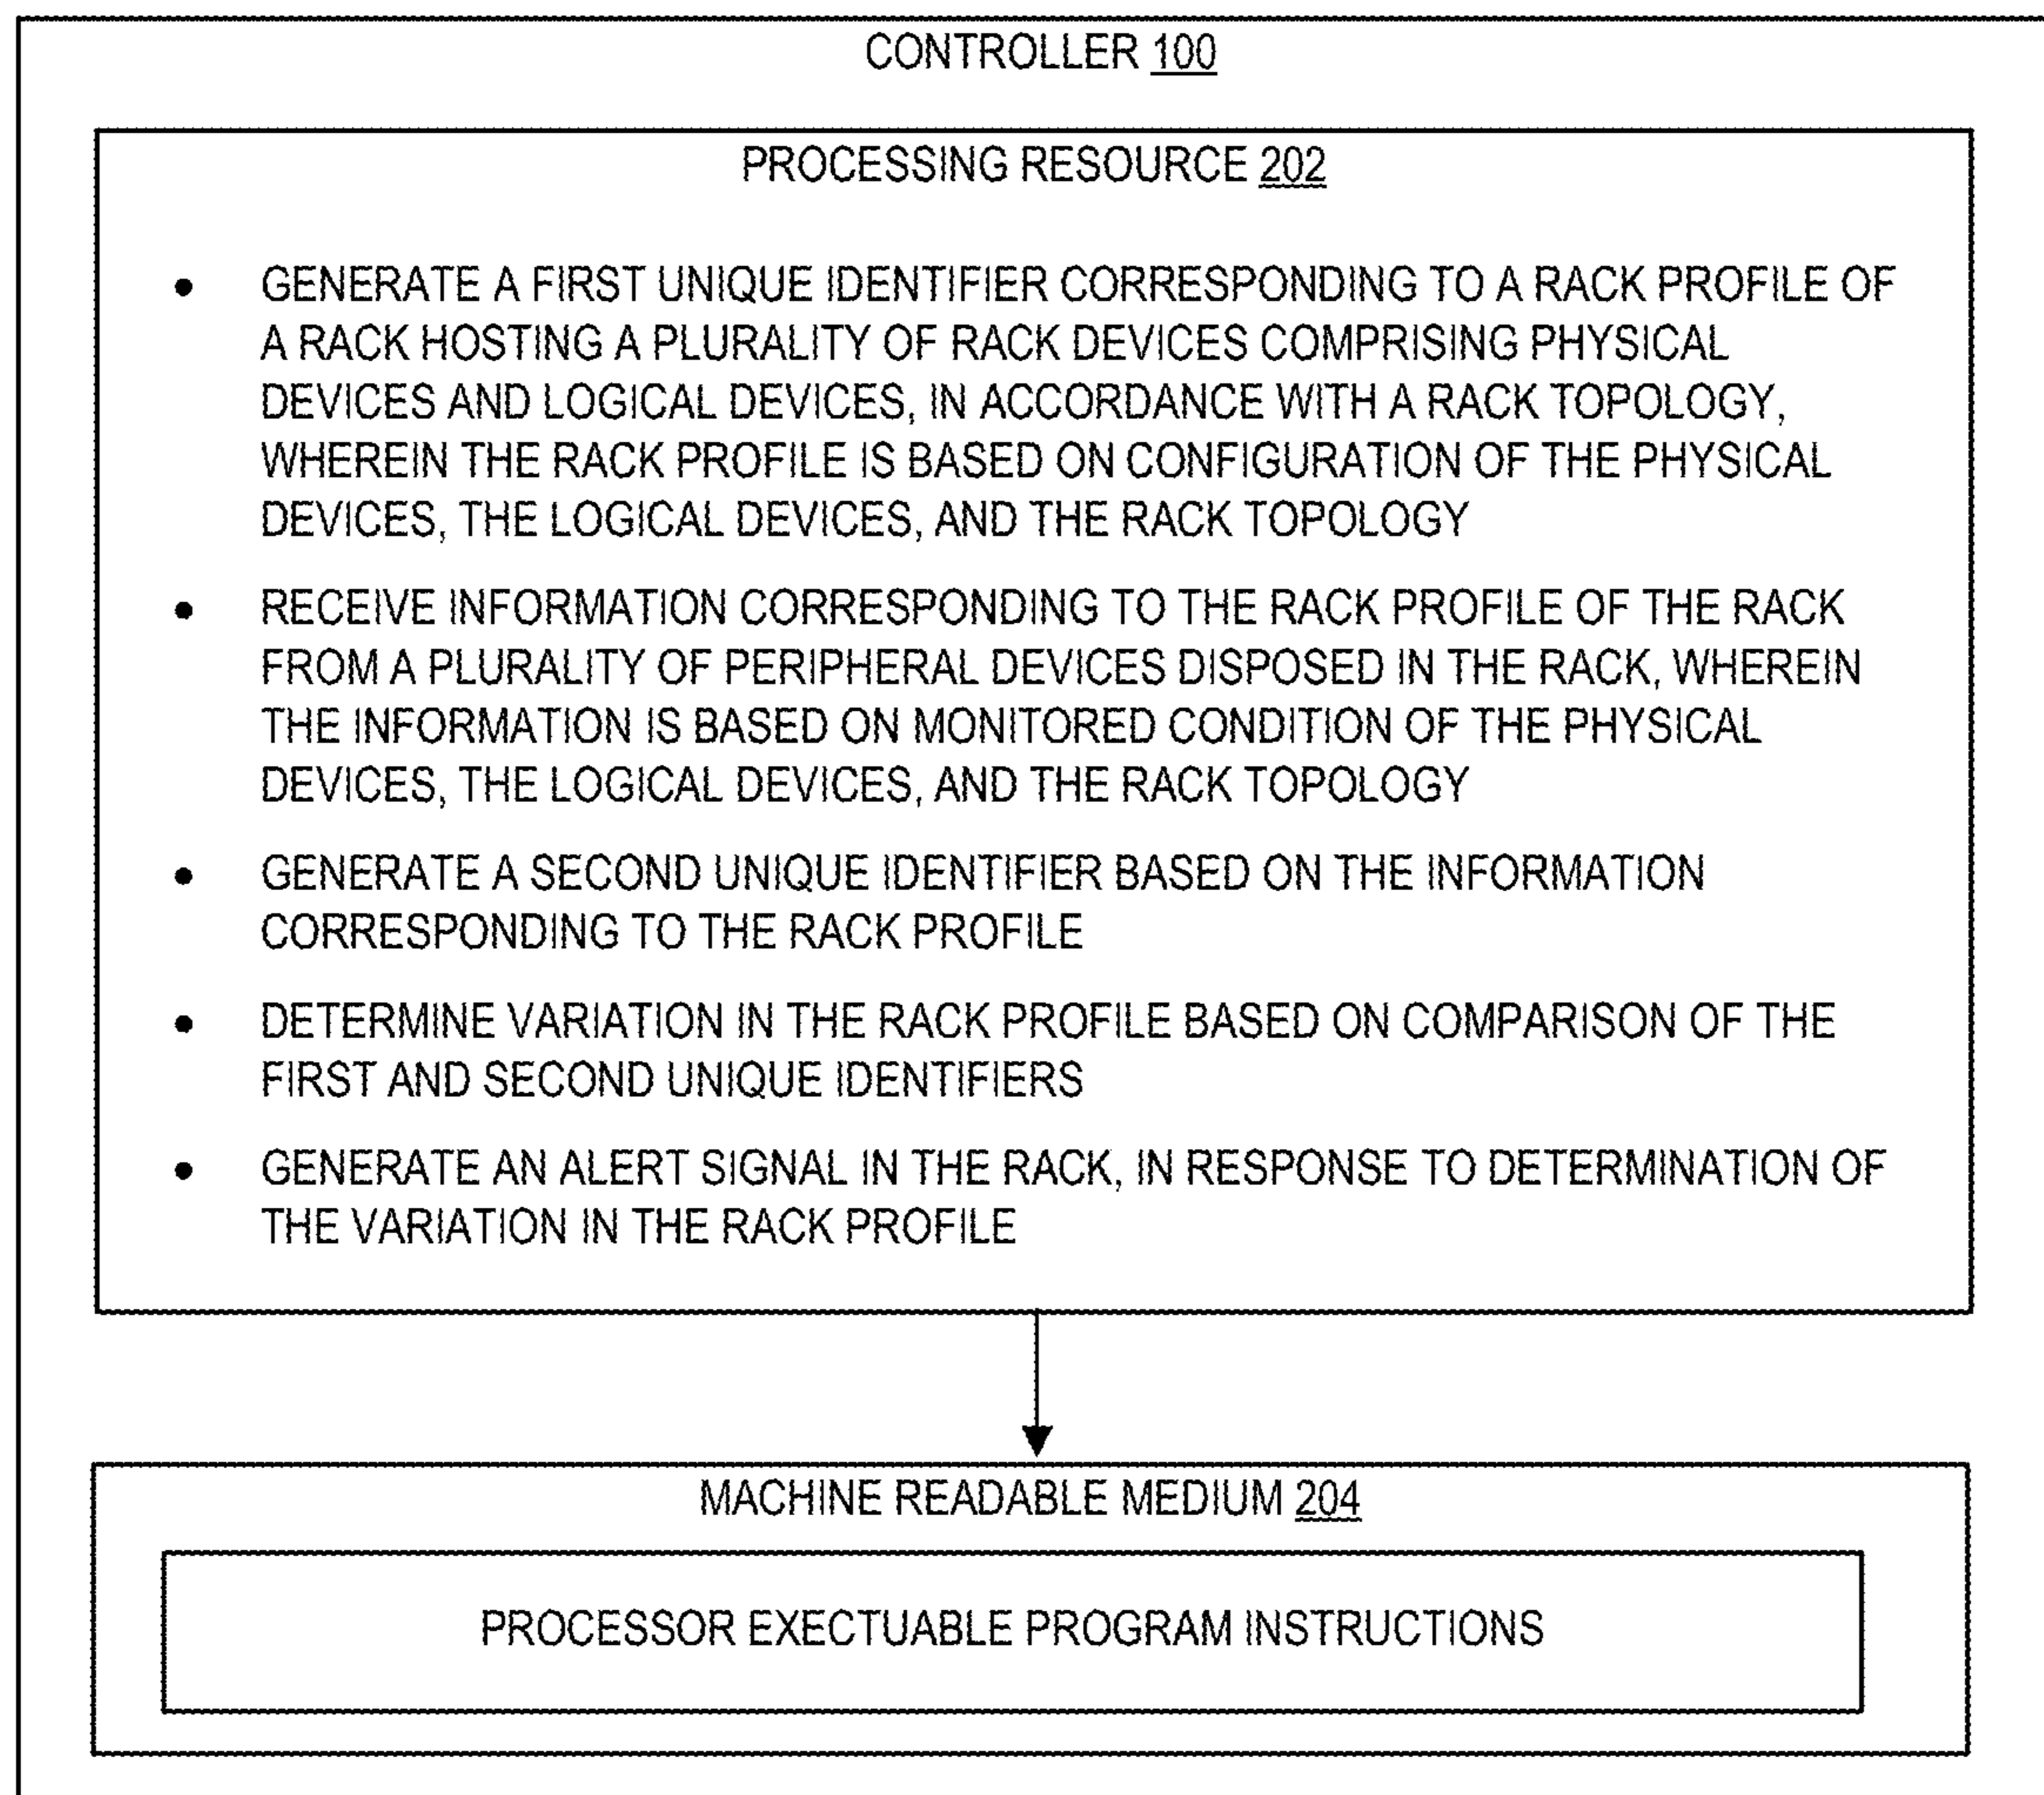 CONTROLLER 100
PROCESSING RESOURCE 202
• GENERATE A FIRST UNIQUE IDENTIFIER CORRESPONDING TO A RACK PROFILE OF
A RACK HOSTING A PLURALITY OF RACK DEVICES COMPRISING PHYSICAL
DEVICES AND LOGICAL DEVICES, IN ACCORDANCE WITH A RACK TOPOLOGY,
WHEREIN THE RACK PROFILE IS BASED ON CONFIGURATION OF THE PHYSICAL
DEVICES, THE LOGICAL DEVICES, AND THE RACK TOPOLOGY
• RECEIVE INFORMATION CORRESPONDING TO THE RACK PROFILE OF THE RACK
FROM A PLURALITY OF PERIPHERAL DEVICES DISPOSED IN THE RACK, WHEREIN
THE INFORMATION IS BASED ON MONITORED CONDITION OF THE PHYSICAL
DEVICES, THE LOGICAL DEVICES, AND THE RACK TOPOLOGY
• GENERATE A SECOND UNIQUE IDENTIFIER BASED ON THE INFORMATION
CORRESPONDING TO THE RACK PROFILE
• DETERMINE VARIATION IN THE RACK PROFILE BASED ON COMPARISON OF THE
FIRST AND SECOND UNIQUE IDENTIFIERS
• GENERATE AN ALERT SIGNAL IN THE RACK, IN RESPONSE TO DETERMINATION OF
THE VARIATION IN THE RACK PROFILE
MACHINE READABLE MEDIUM 204
PROCESSOR EXECTUABLE PROGRAM INSTRUCTIONS